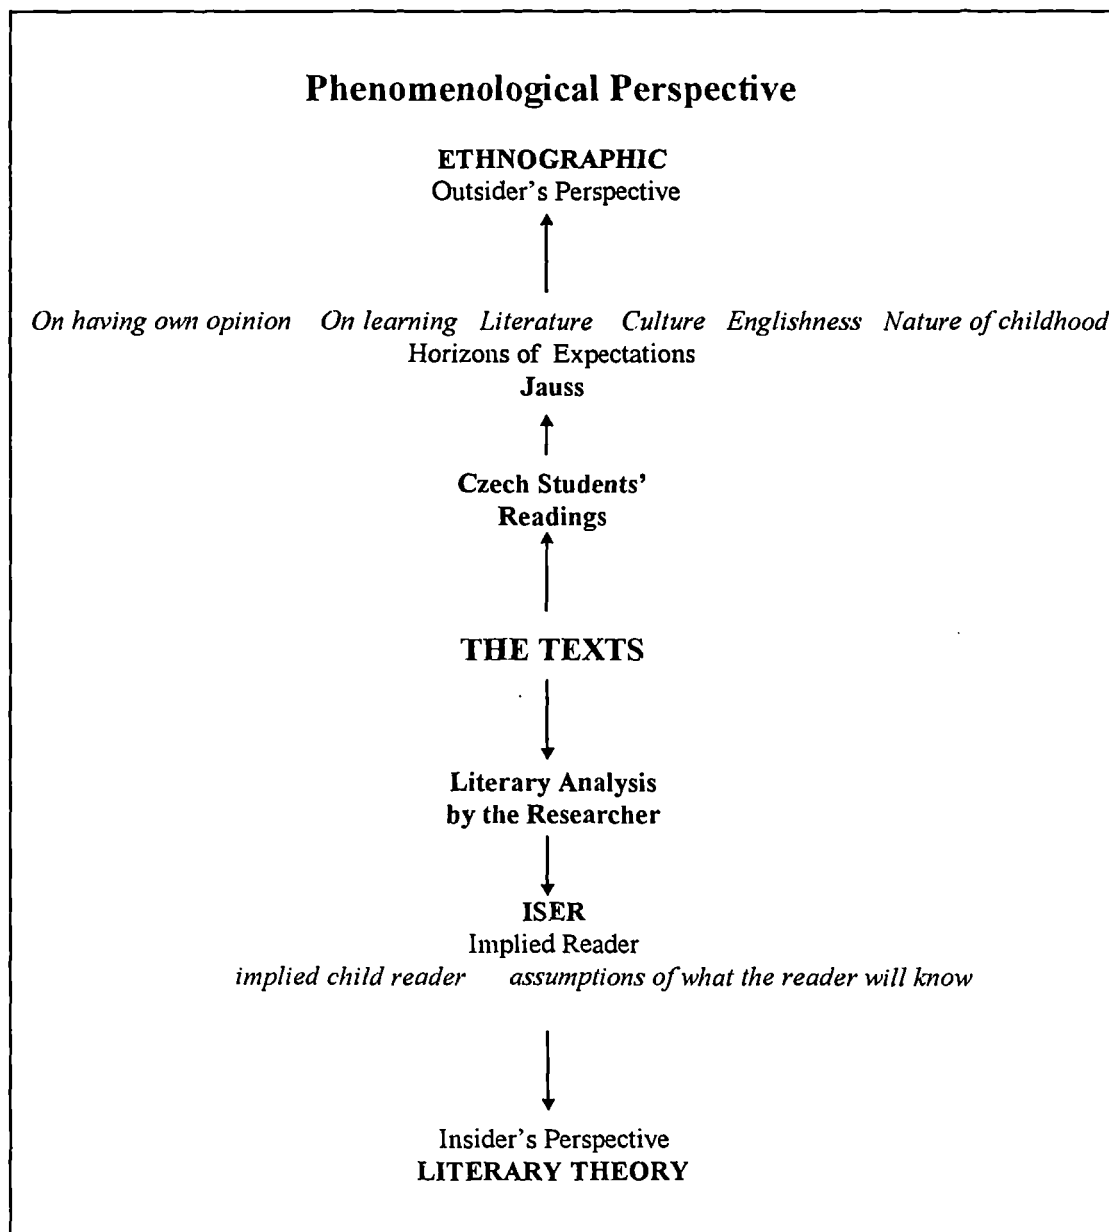 Phenomenological Perspective
ETHNOGRAPHIC
Outsider's Perspective
On having own opinion On learning Literature Culture Englishness Nature of childhood
Horizons of Expectations
Jauss
Czech Students'
Readings
THE TEXTS
Literary Analysis
by the Researcher
ISER
Implied Reader
implied child reader assumptions of what the reader will know
Insider's Perspective
LITERARY THEORY